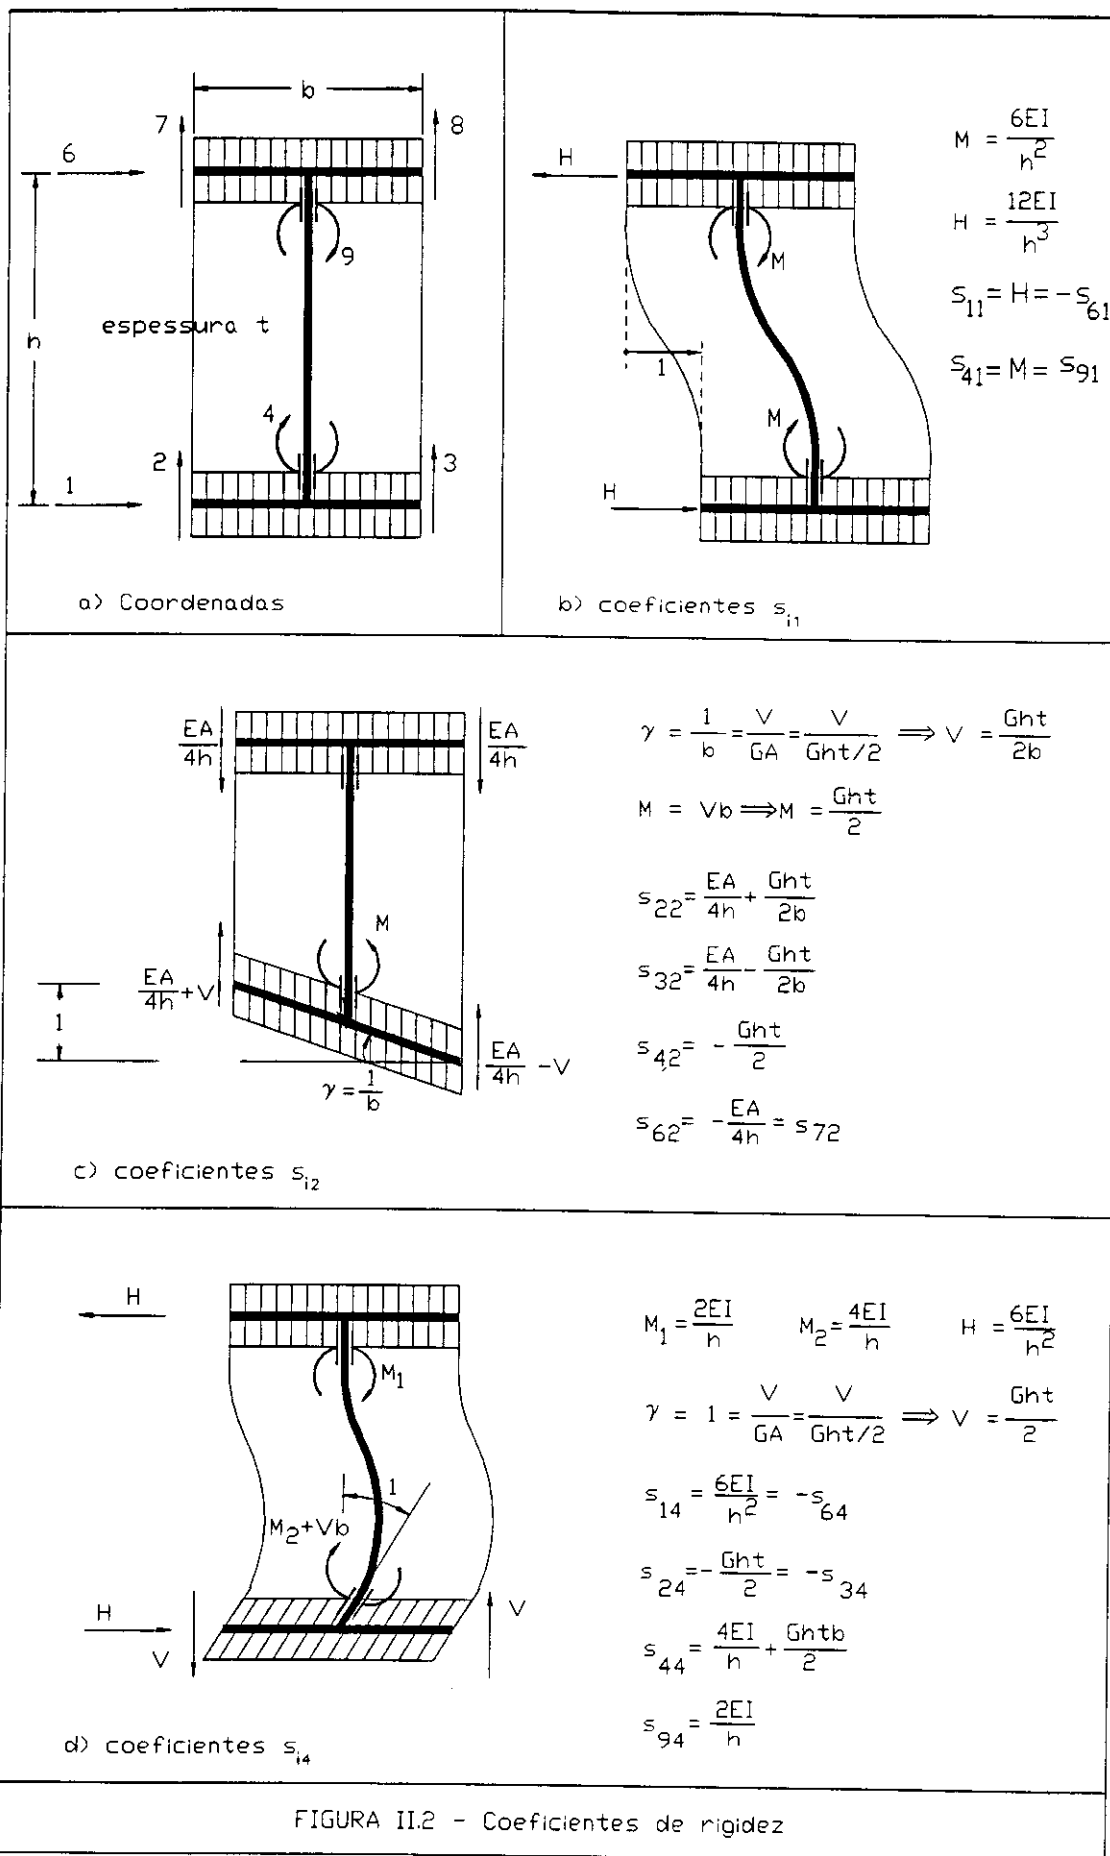 b
7
8
6
9
h
espessura t
4
2
3
1
a) Coordenadas
H
M
1
M
H
M = 6EI/h²
H = 12EI/h³
s₁₁= H = -s₆₁
s₄₁= M = s₉₁
b) coeficientes s_i1
EA/4h
EA/4h
M
EA/4h + V
1
γ = 1/b
EA/4h - V
γ = 1/b = V/GA = V/(Ght/2) ⟹ V = Ght/2b
M = Vb ⟹ M = Ght/2
s₂₂= EA/4h + Ght/2b
s₃₂= EA/4h - Ght/2b
s₄₂= - Ght/2
s₆₂= - EA/4h = s₇₂
c) coeficientes s_i2
H
M₁
1
M₂+Vb
H
V
V
M₁ = 2EI/h M₂ = 4EI/h H = 6EI/h²
γ = 1 = V/GA = V/(Ght/2) ⟹ V = Ght/2
s₁₄ = 6EI/h² = -s₆₄
s₂₄ = - Ght/2 = -s₃₄
s₄₄ = 4EI/h + Ghtb/2
s₉₄ = 2EI/h
d) coeficientes s_i4
FIGURA II.2 - Coeficientes de rigidez